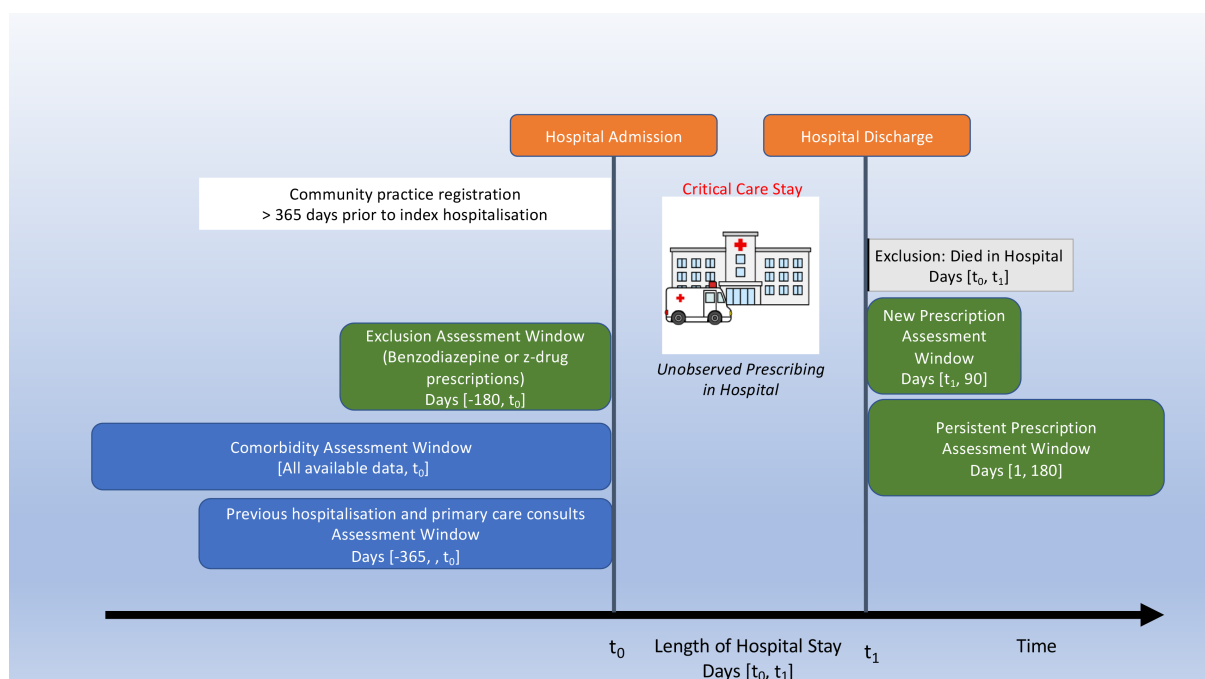 Hospital Admission
Hospital Discharge
Community practice registration
> 365 days prior to index hospitalisation
Critical Care Stay
Exclusion: Died in Hospital
Days [t₀, t₁]
Exclusion Assessment Window
(Benzodiazepine or z-drug
prescriptions)
Days [-180, t₀]
Unobserved Prescribing
in Hospital
New Prescription
Assessment
Window
Days [t₁, 90]
Comorbidity Assessment Window
[All available data, t₀]
Persistent Prescription
Assessment Window
Days [1, 180]
Previous hospitalisation and primary care consults
Assessment Window
Days [-365, , t₀]
t₀
Length of Hospital Stay
Days [t₀, t₁]
t₁
Time